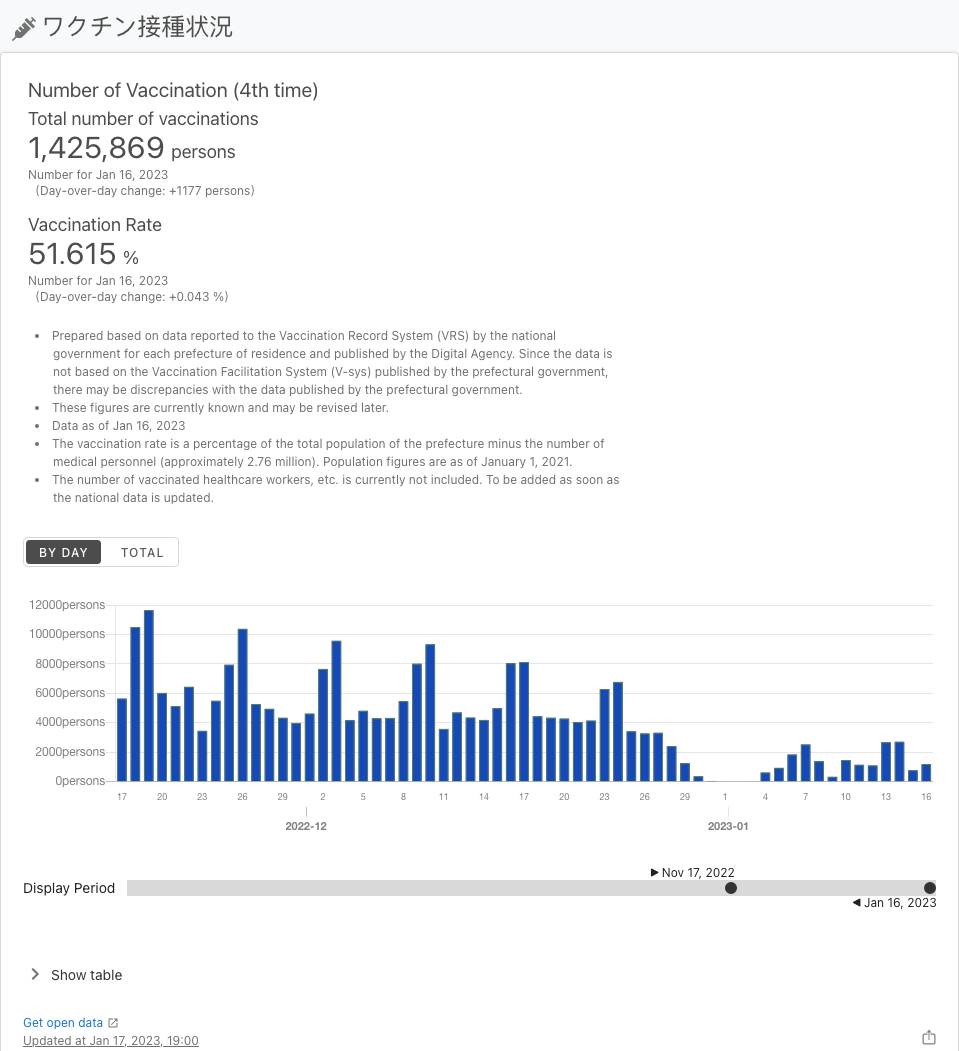 ワクチン接種状況
Number of Vaccination (4th time)
Total number of vaccinations
1,425,869 persons
Number for Jan 16, 2023
(Day-over-day change: +1177 persons)
Vaccination Rate
51.615 %
Number for Jan 16, 2023
(Day-over-day change: +0.043 %)
• Prepared based on data reported to the Vaccination Record System (VRS) by the national
government for each prefecture of residence and published by the Digital Agency. Since the data is
not based on the Vaccination Facilitation System (V-sys) published by the prefectural government,
there may be discrepancies with the data published by the prefectural government.
• These figures are currently known and may be revised later.
• Data as of Jan 16, 2023
• The vaccination rate is a percentage of the total population of the prefecture minus the number of
medical personnel (approximately 2.76 million). Population figures are as of January 1, 2021.
• The number of vaccinated healthcare workers, etc. is currently not included. To be added as soon as
the national data is updated.
BY DAY TOTAL
12000persons
10000persons
8000persons
6000persons
4000persons
2000persons
0persons
17 20 23 26 29 2 5 8 11 14 17 20 23 26 29 1 4 7 10 13 16
2022-12 2023-01
Nov 17, 2022
Display Period
Jan 16, 2023
Show table
Get open data
Updated at Jan 17, 2023, 19:00